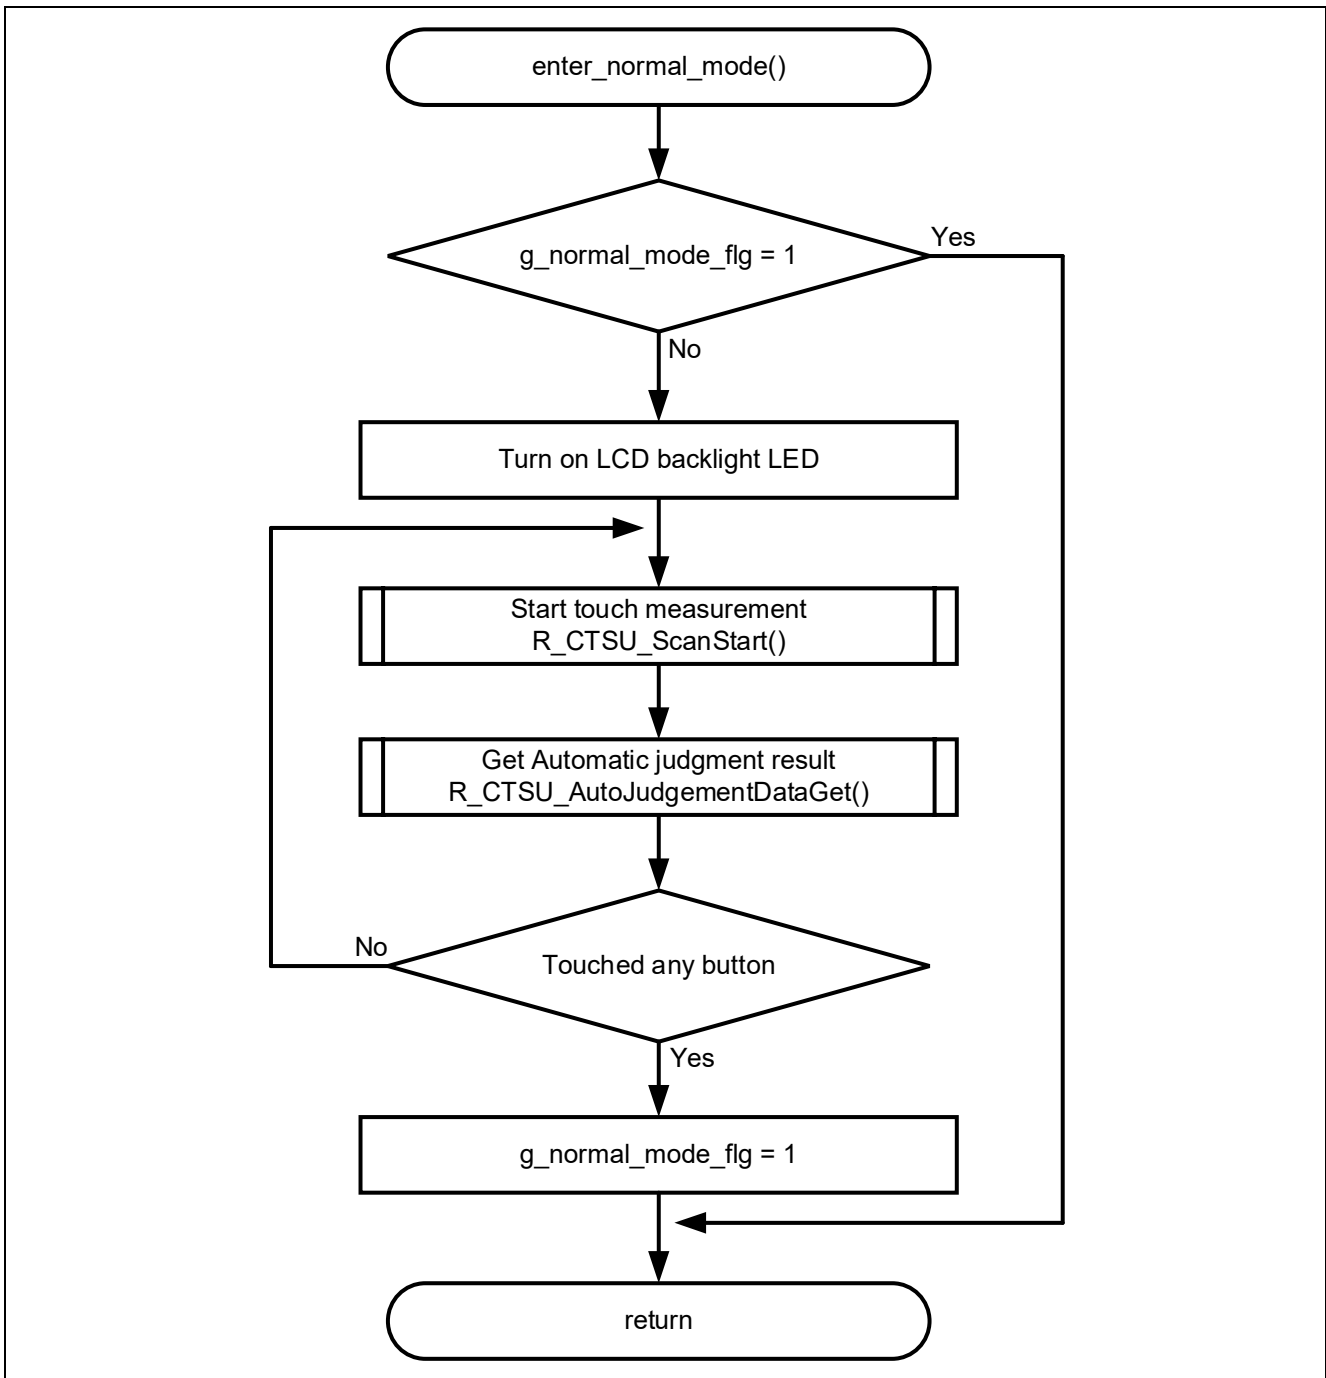 enter_normal_mode()
g_normal_mode_flg = 1
Yes
No
Turn on LCD backlight LED
Start touch measurement
R_CTSU_ScanStart()
Get Automatic judgment result
R_CTSU_AutoJudgementDataGet()
No
Touched any button
Yes
g_normal_mode_flg = 1
return